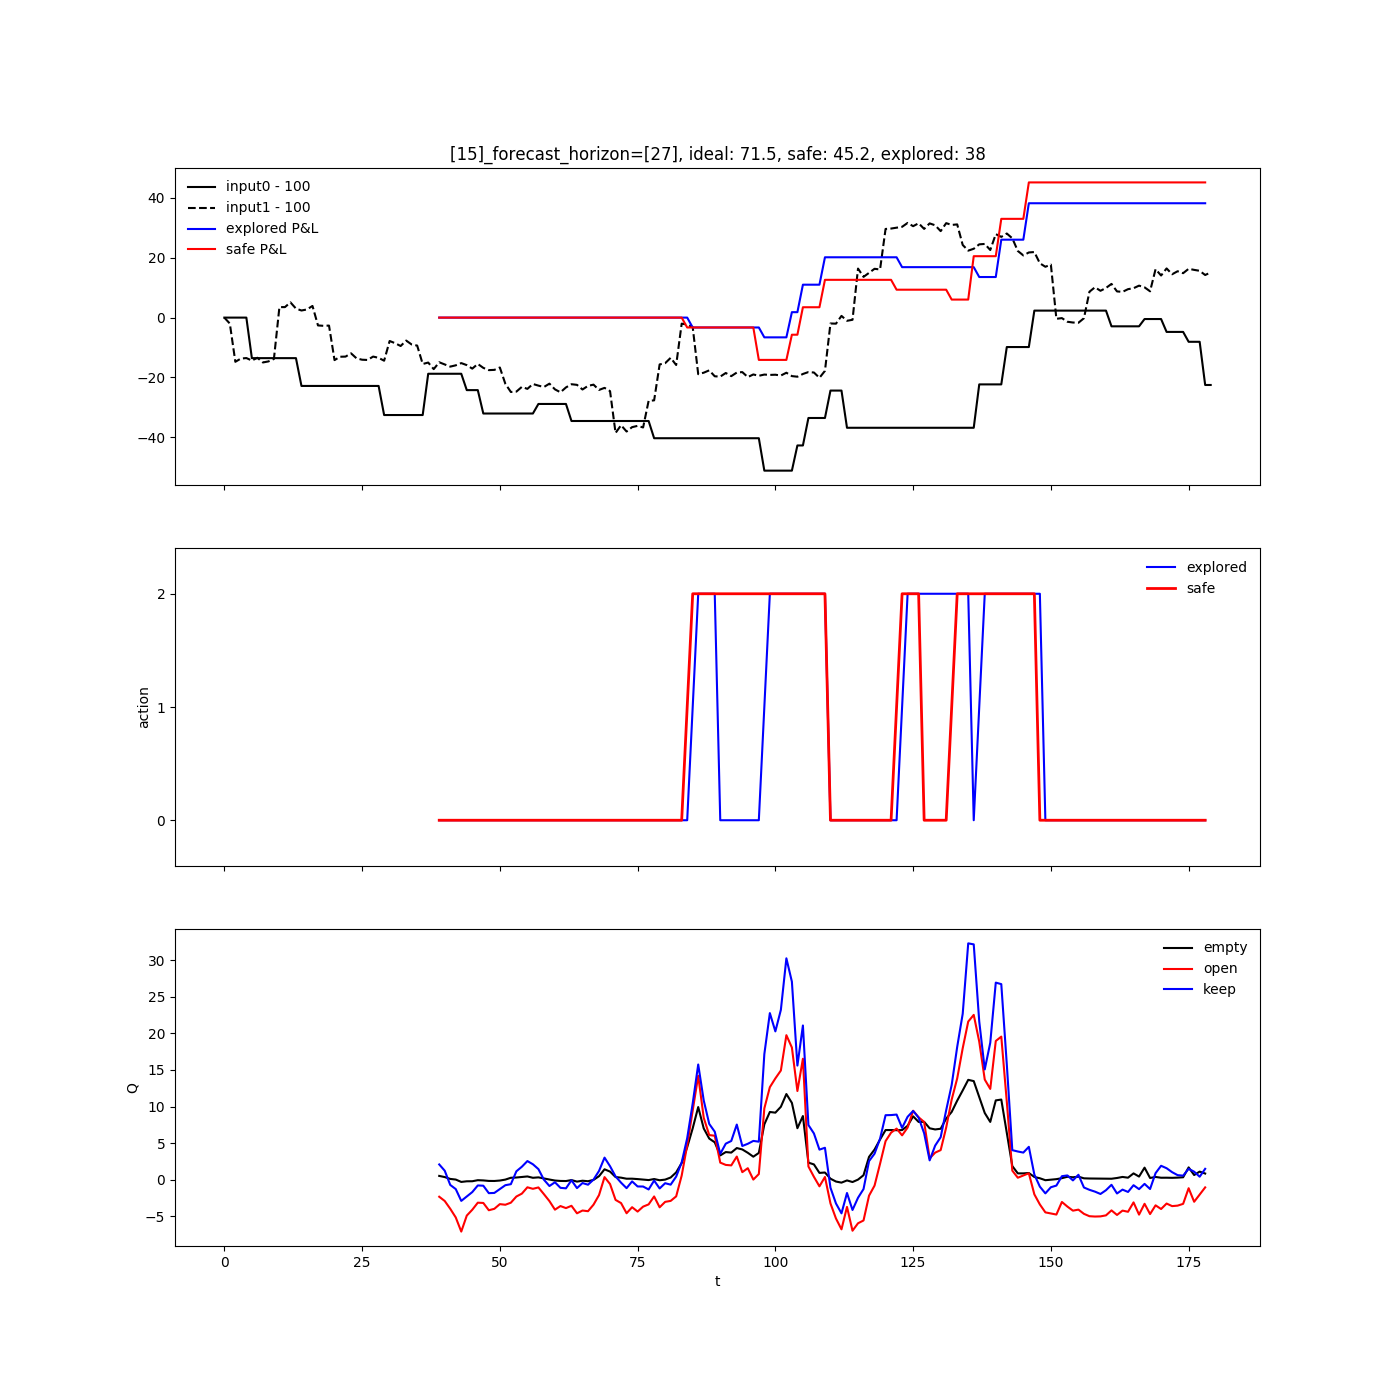 [15]_forecast_horizon=[27], ideal: 71.5, safe: 45.2, explored: 38
input0 - 100
input1 - 100
explored P&L
safe P&L
40
20
0
−20
−40
explored
safe
2
1
0
action
empty
open
keep
30
25
20
15
10
5
0
−5
Q
0 25 50 75 100 125 150 175
t